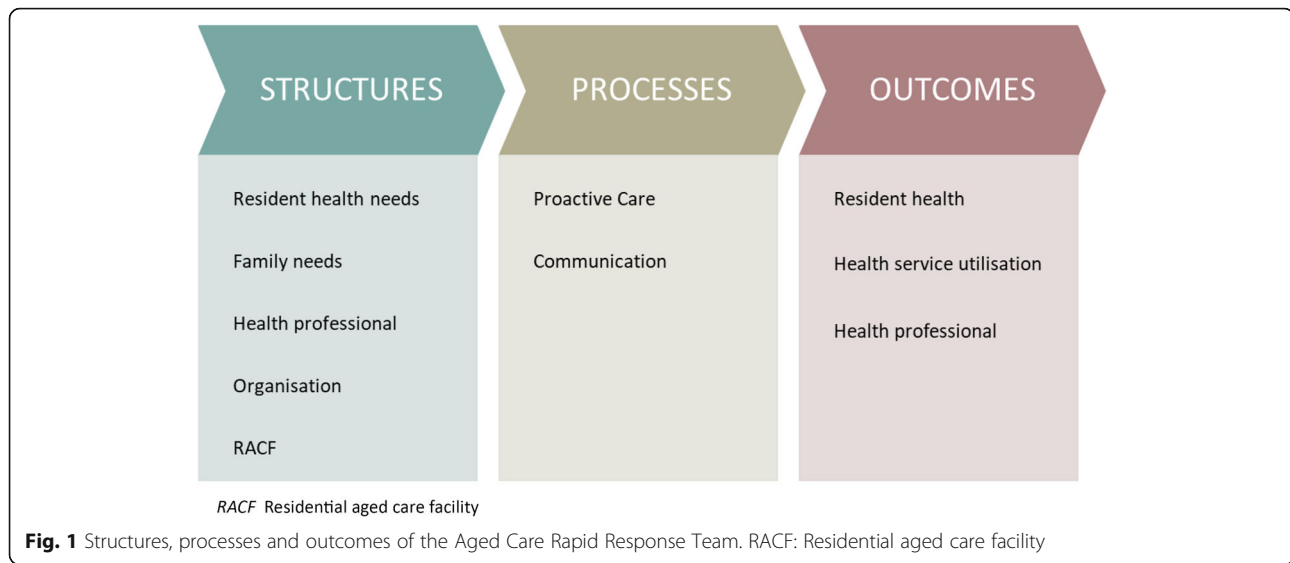 STRUCTURES
Resident health needs
Family needs
Health professional
Organisation
RACF
PROCESSES
Proactive Care
Communication
OUTCOMES
Resident health
Health service utilisation
Health professional
RACF Residential aged care facility
Fig. 1 Structures, processes and outcomes of the Aged Care Rapid Response Team. RACF: Residential aged care facility